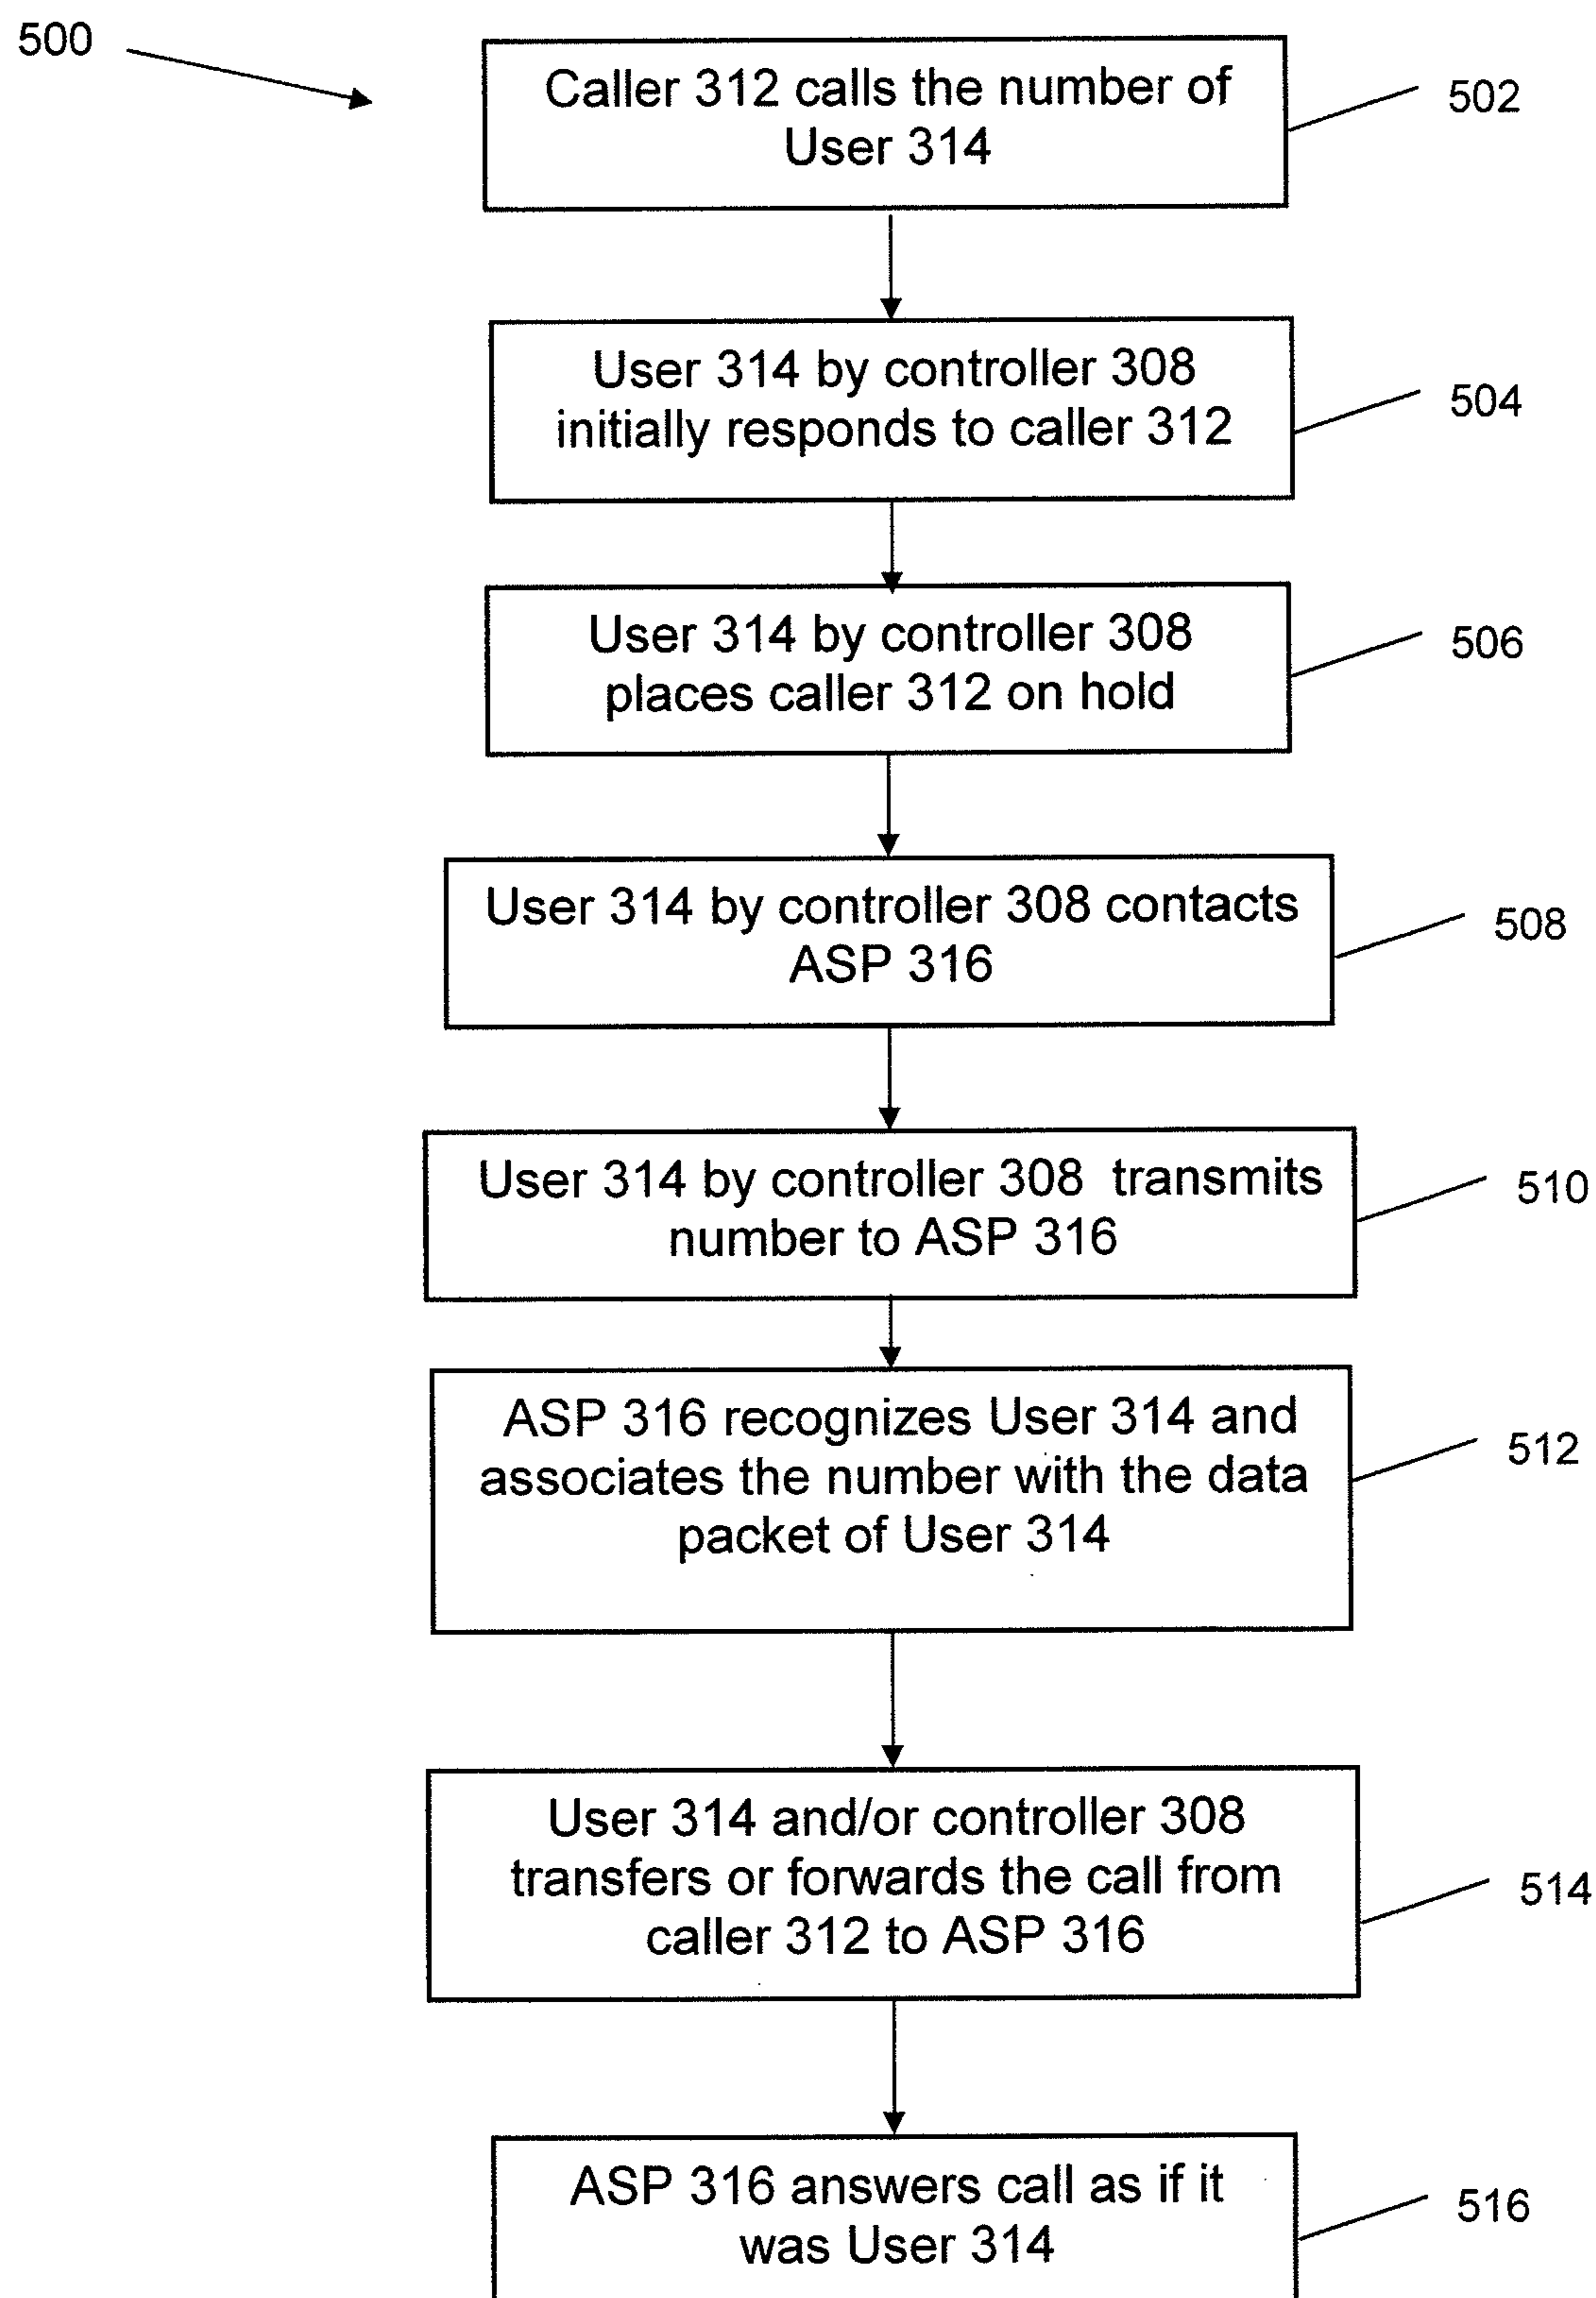 500
Caller 312 calls the number of
User 314
502
User 314 by controller 308
initially responds to caller 312
504
User 314 by controller 308
places caller 312 on hold
506
User 314 by controller 308 contacts
ASP 316
508
User 314 by controller 308 transmits
number to ASP 316
510
ASP 316 recognizes User 314 and
associates the number with the data
packet of User 314
512
User 314 and/or controller 308
transfers or forwards the call from
caller 312 to ASP 316
514
ASP 316 answers call as if it
was User 314
516